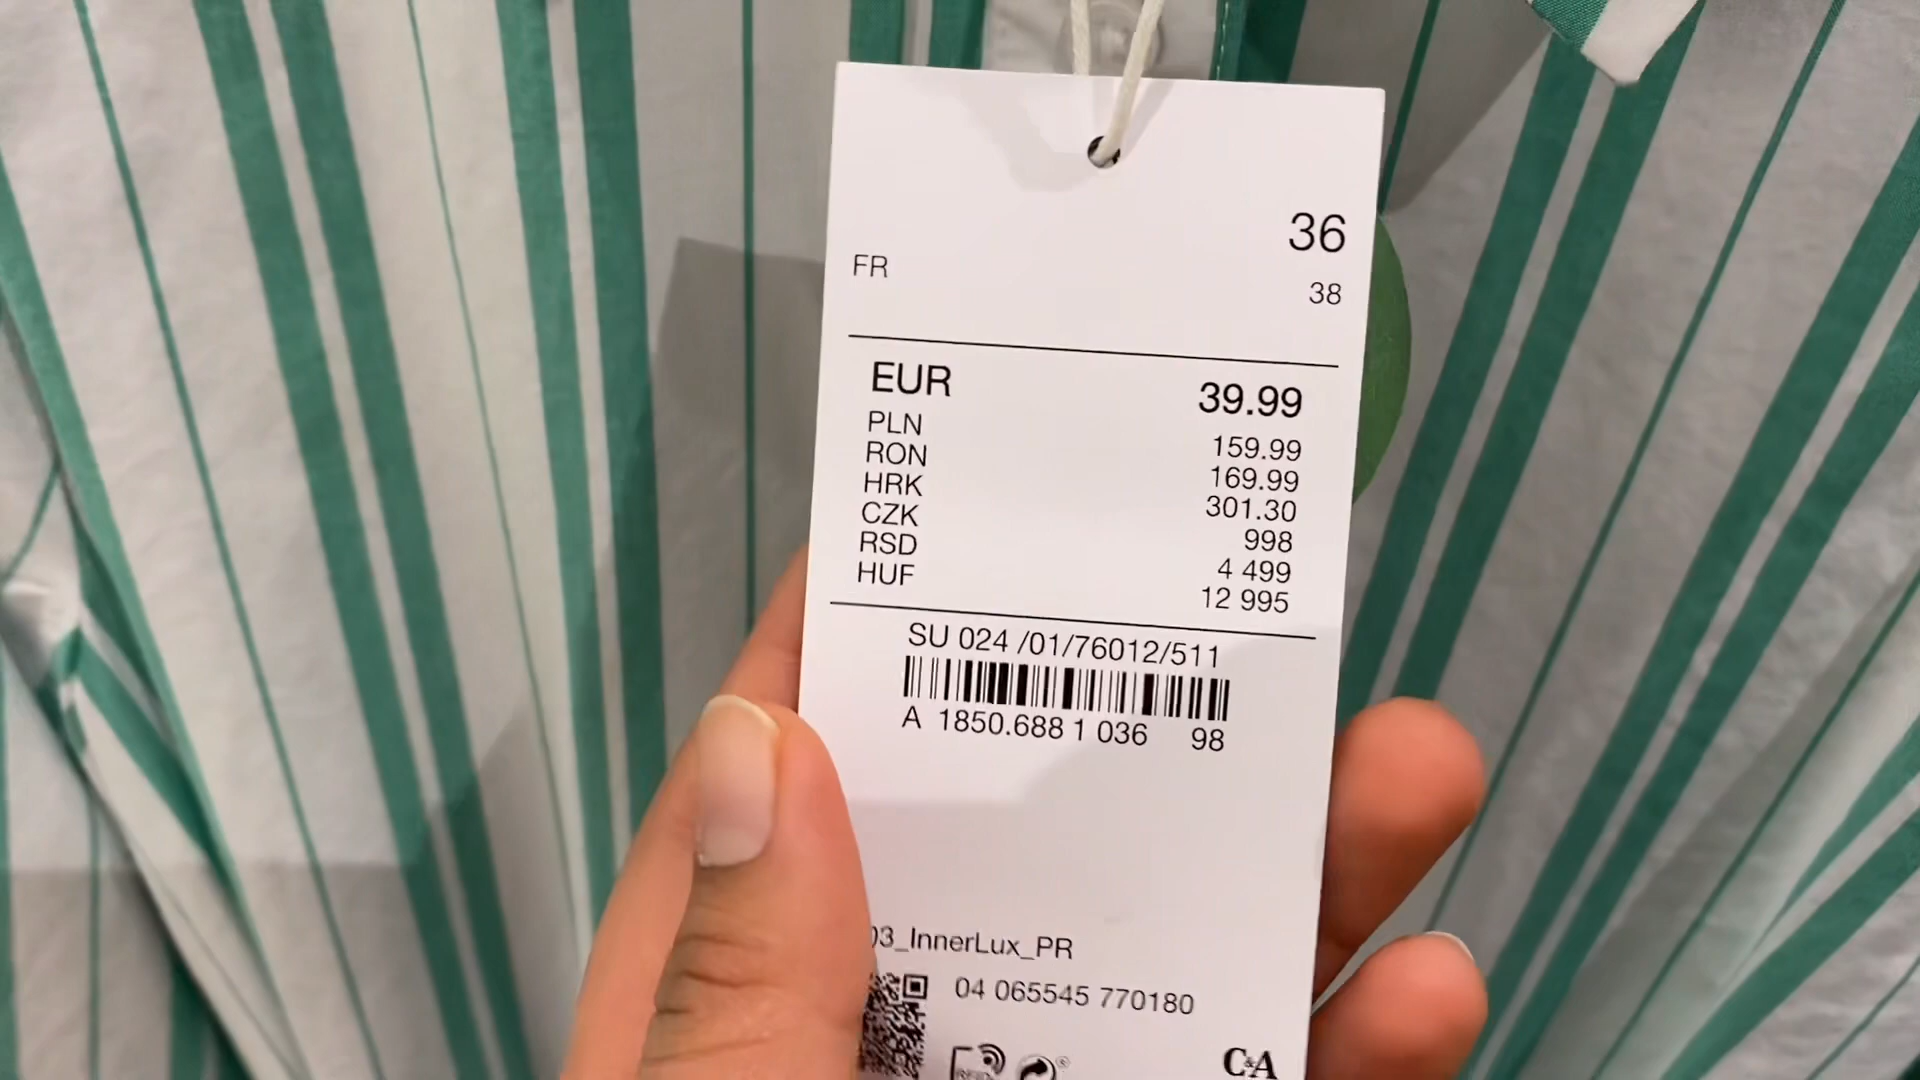 36
FR 38
EUR 39.99
PLN 159.99
RON 169.99
HRK 301.30
CZK 998
RSD 4 499
HUF 12 995
SU 024 /01/76012/511
A 1850.688 1 036 98
03_InnerLux_PR
04 065545 770180
C&A